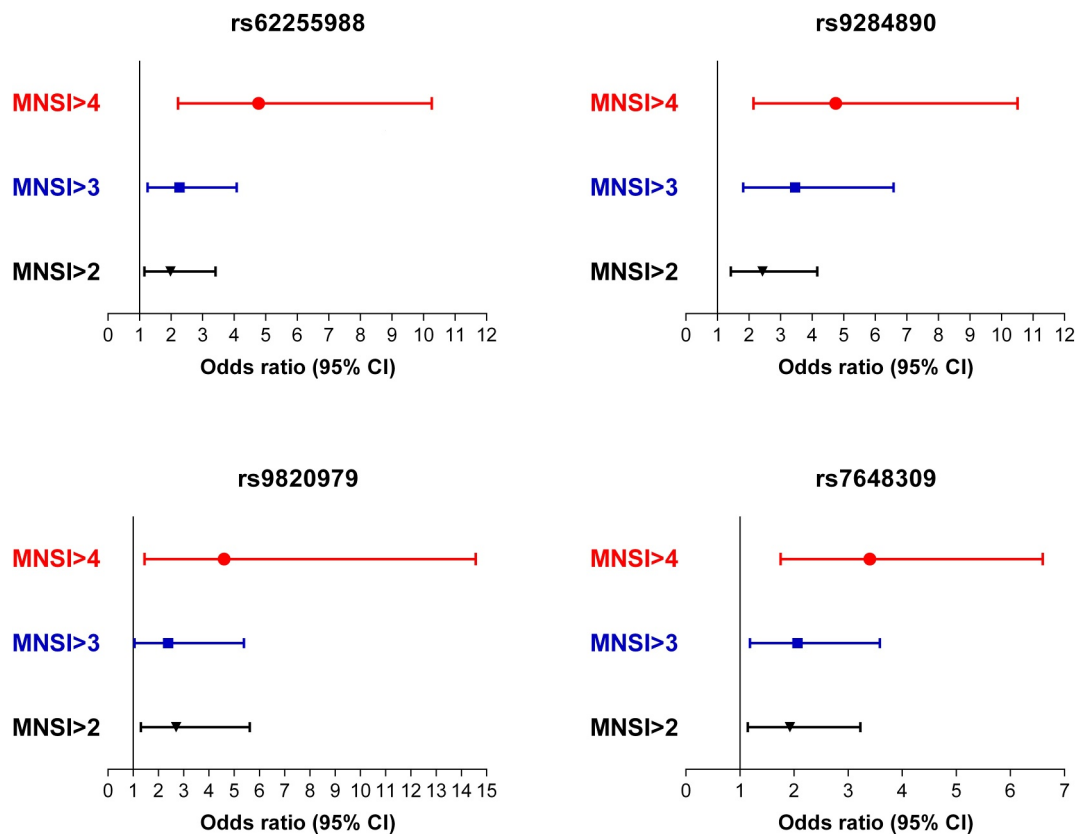 rs62255988
MNSI>4
MNSI>3
MNSI>2
0 1 2 3 4 5 6 7 8 9 10 11 12
Odds ratio (95% CI)
rs9284890
MNSI>4
MNSI>3
MNSI>2
0 1 2 3 4 5 6 7 8 9 10 11 12
Odds ratio (95% CI)
rs9820979
MNSI>4
MNSI>3
MNSI>2
0 1 2 3 4 5 6 7 8 9 10 11 12 13 14 15
Odds ratio (95% CI)
rs7648309
MNSI>4
MNSI>3
MNSI>2
0 1 2 3 4 5 6 7
Odds ratio (95% CI)